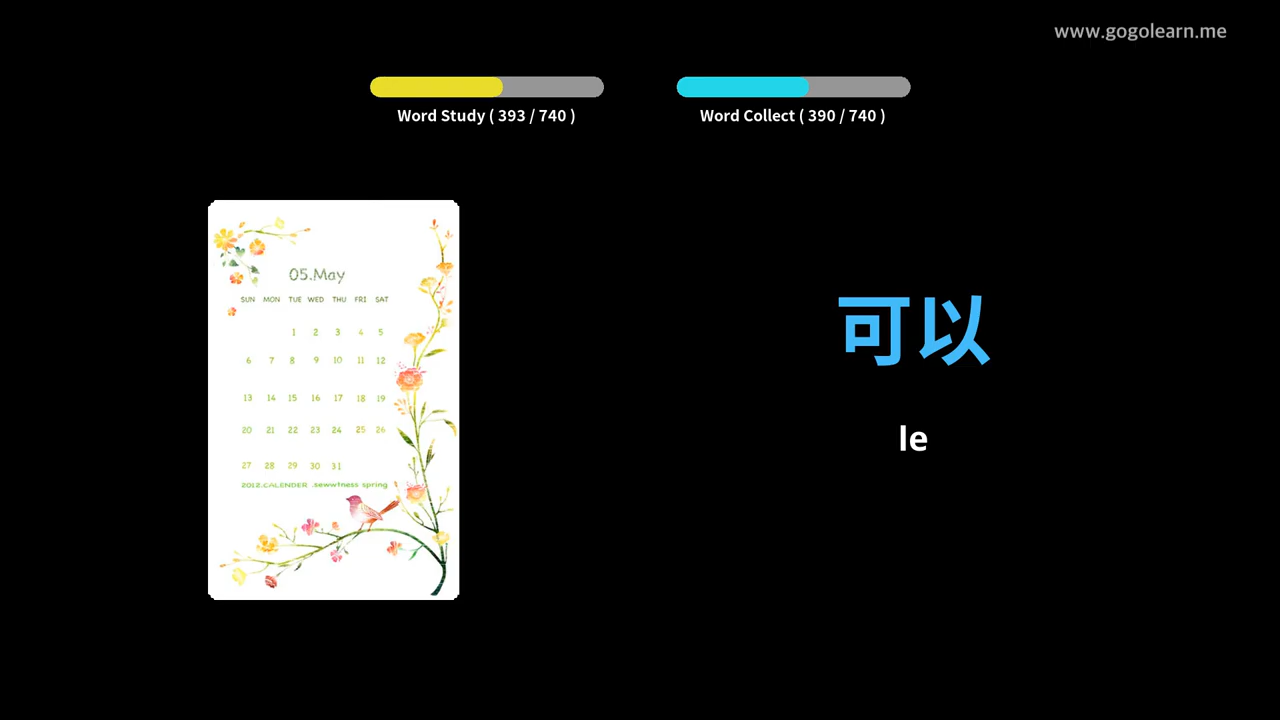 www.gogolearn.me
Word Study ( 393 / 740 )
Word Collect ( 390 / 740 )
05.May
SUN MON TUE WED THU FRI SAT
1 2 3 4 5
6 7 8 9 10 11 12
13 14 15 16 17 18 19
20 21 22 23 24 25 26
27 28 29 30 31
2012.CALENDER .sewwtness spring
可以
le